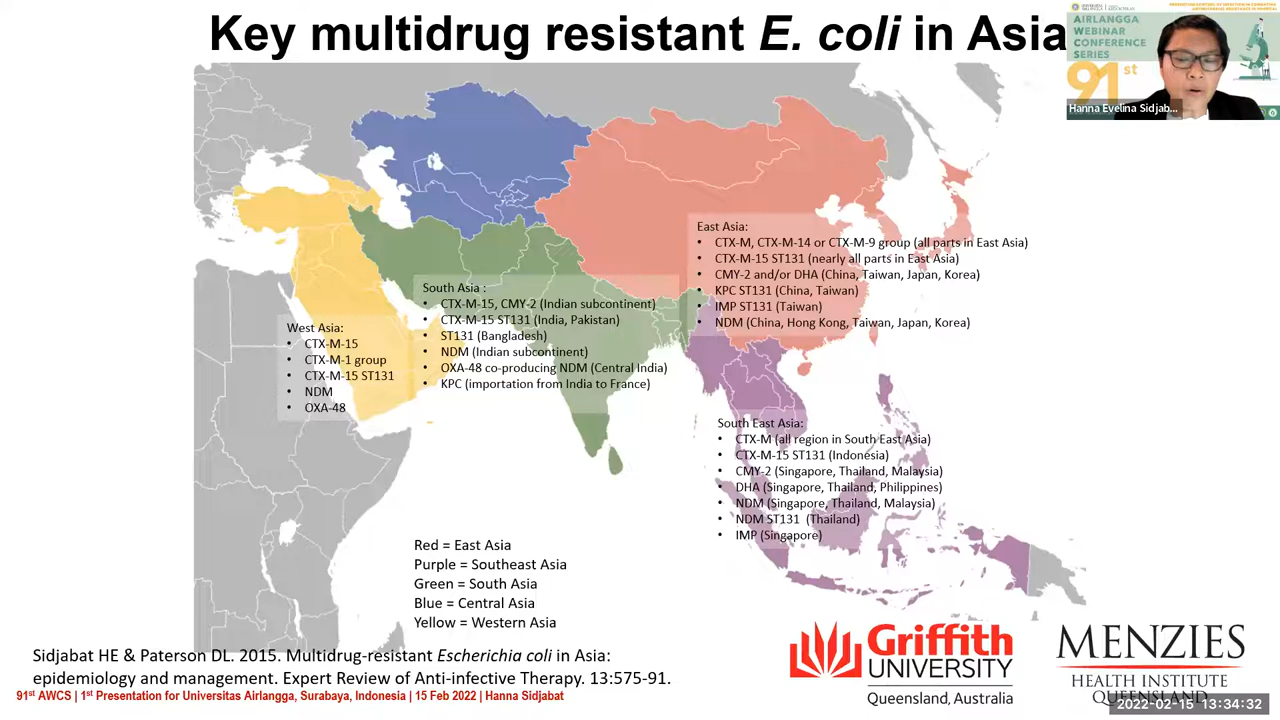 Key multidrug resistant E. coli in Asia
AIRLANGGA
WEBINAR
CONFERENCE
SERIES
91st
Hanna Evelina Sidjab...
East Asia:
• CTX-M, CTX-M-14 or CTX-M-9 group (all parts in East Asia)
• CTX-M-15 ST131 (nearly all parts in East Asia)
• CMY-2 and/or DHA (China, Taiwan, Japan, Korea)
• KPC ST131 (China, Taiwan)
• IMP ST131 (Taiwan)
• NDM (China, Hong Kong, Taiwan, Japan, Korea)
South Asia :
• CTX-M-15, CMY-2 (Indian subcontinent)
• CTX-M-15 ST131 (India, Pakistan)
• ST131 (Bangladesh)
• NDM (Indian subcontinent)
• OXA-48 co-producing NDM (Central India)
• KPC (importation from India to France)
West Asia:
• CTX-M-15
• CTX-M-1 group
• CTX-M-15 ST131
• NDM
• OXA-48
South East Asia:
• CTX-M (all region in South East Asia)
• CTX-M-15 ST131 (Indonesia)
• CMY-2 (Singapore, Thailand, Malaysia)
• DHA (Singapore, Thailand, Philippines)
• NDM (Singapore, Thailand, Malaysia)
• NDM ST131 (Thailand)
• IMP (Singapore)
Red = East Asia
Purple = Southeast Asia
Green = South Asia
Blue = Central Asia
Yellow = Western Asia
Sidjabat HE & Paterson DL. 2015. Multidrug-resistant Escherichia coli in Asia:
epidemiology and management. Expert Review of Anti-infective Therapy. 13:575-91.
91st AWCS | 1st Presentation for Universitas Airlangga, Surabaya, Indonesia | 15 Feb 2022 | Hanna Sidjabat
Griffith
UNIVERSITY
Queensland, Australia
MENZIES
HEALTH INSTITUTE
QUEENSLAND
2022-02-15 13:34:32